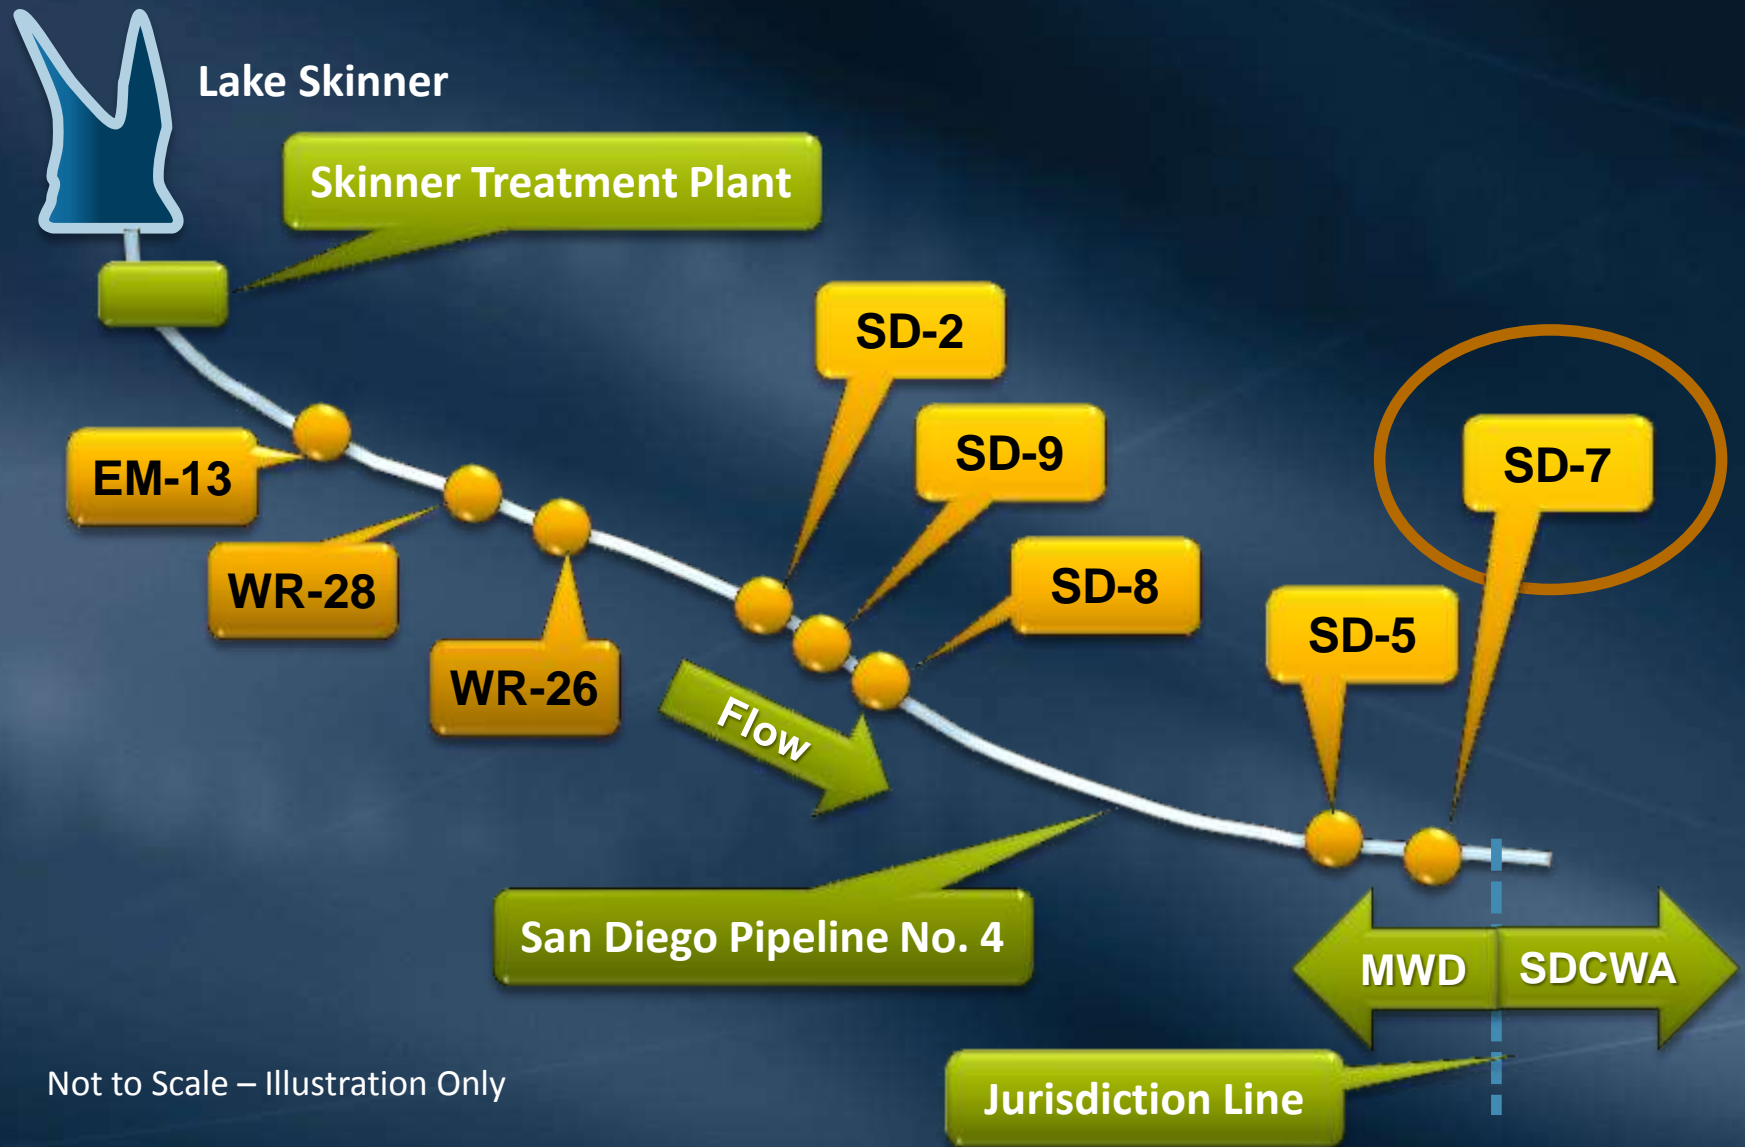 Lake Skinner
Skinner Treatment Plant
SD-2
SD-9
SD-7
EM-13
WR-28
SD-8
SD-5
WR-26
Flow
San Diego Pipeline No. 4
MWD
SDCWA
Not to Scale – Illustration Only
Jurisdiction Line